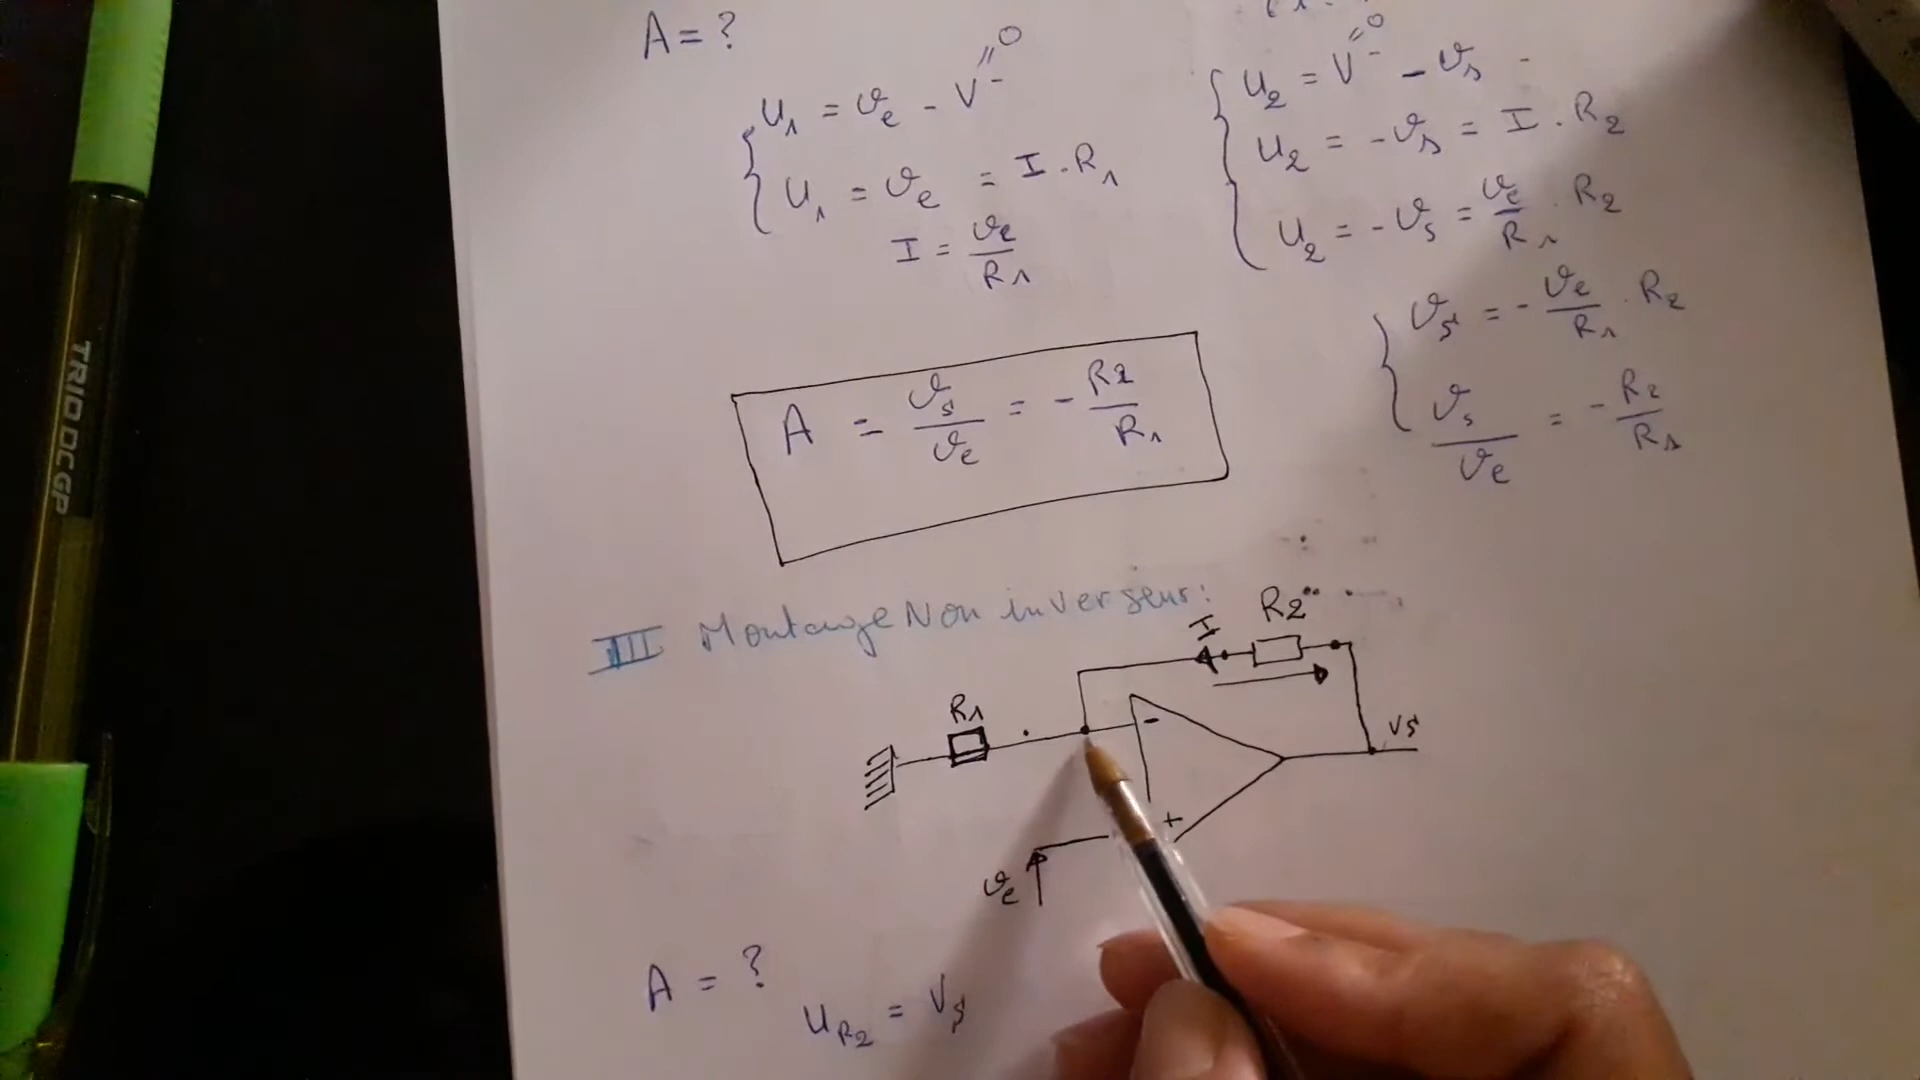 A = ?
U₁ = ve - V⁻ = 0
U₁ = ve = I . R₁
I = ve / R₁
A = vs / ve = - R2 / R₁
U₂ = V⁻ - vs
= 0
U₂ = - vs = I . R₂
U₂ = - vs = ve / R₁ . R₂
vs = - ve / R₁ . R₂
vs / ve = - R₂ / R₁
III Montange Non inverseur:
I
R2
R₁
-
vs
+
ve
A = ?
U_R2 = Vs
TRIO DC GP